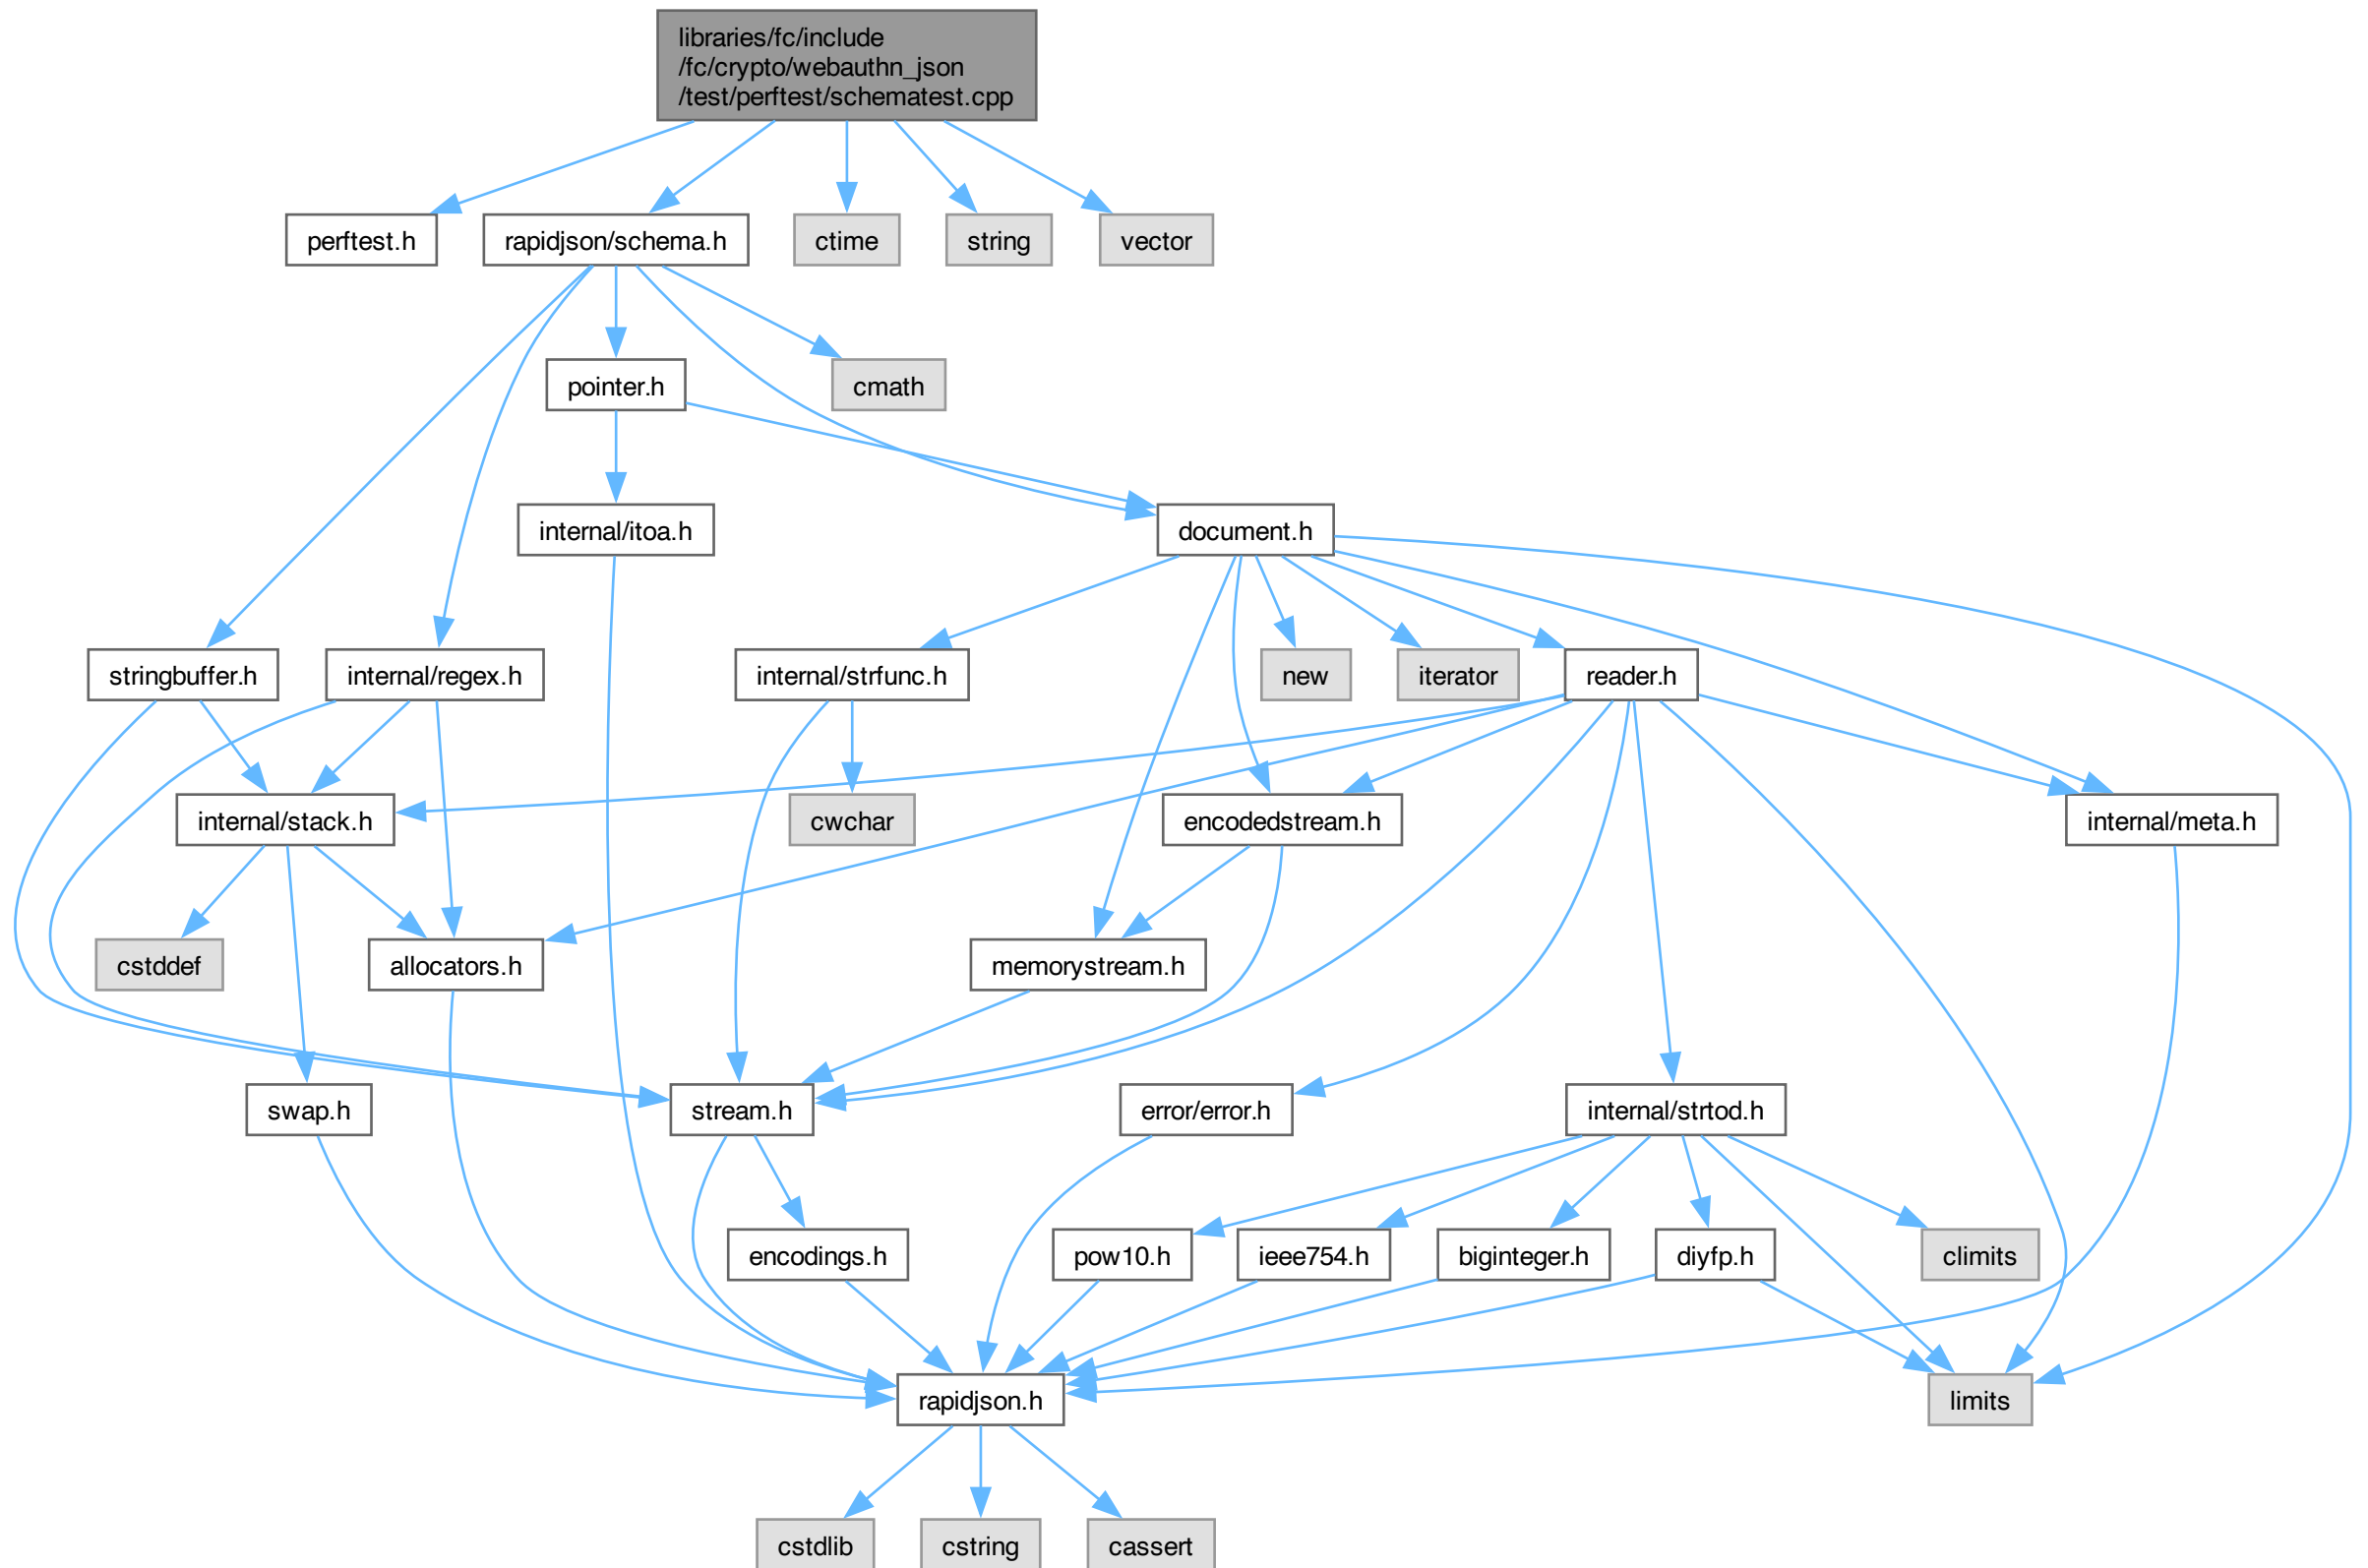 libraries/fc/include
/fc/crypto/webauthn_json
/test/perftest/schematest.cpp
perftest.h
rapidjson/schema.h
ctime
string
vector
pointer.h
cmath
internal/itoa.h
document.h
stringbuffer.h
internal/regex.h
internal/strfunc.h
new
iterator
reader.h
internal/stack.h
cwchar
encodedstream.h
internal/meta.h
cstddef
allocators.h
memorystream.h
swap.h
stream.h
error/error.h
internal/strtod.h
encodings.h
pow10.h
ieee754.h
biginteger.h
diyfp.h
climits
rapidjson.h
limits
cstdlib
cstring
cassert